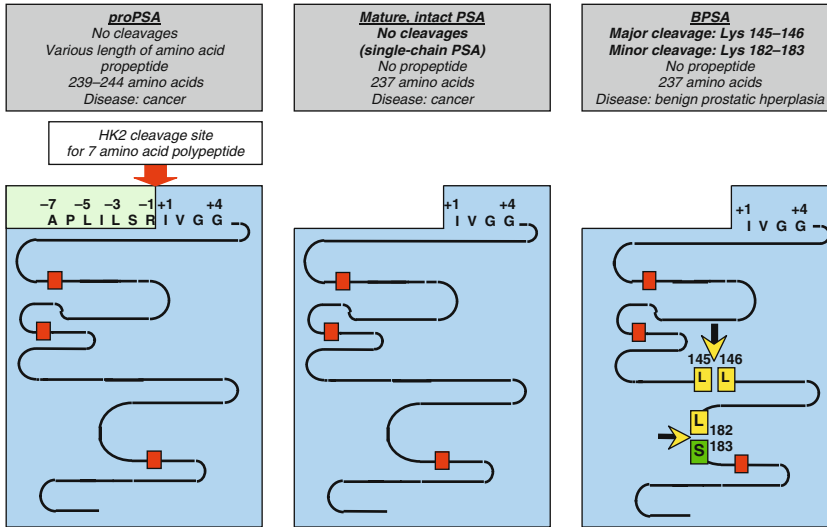 proPSA
No cleavages
Various length of amino acid
propeptide
239–244 amino acids
Disease: cancer
Mature, intact PSA
No cleavages
(single-chain PSA)
No propeptide
237 amino acids
Disease: cancer
BPSA
Major cleavage: Lys 145–146
Minor cleavage: Lys 182–183
No propeptide
237 amino acids
Disease: benign prostatic hperplasia
HK2 cleavage site
for 7 amino acid polypeptide
–7 –5 –3 –1 +1 +4
A P L I L S R I V G G
+1 +4
I V G G
+1 +4
I V G G
145 146
L L
L
182
183
S